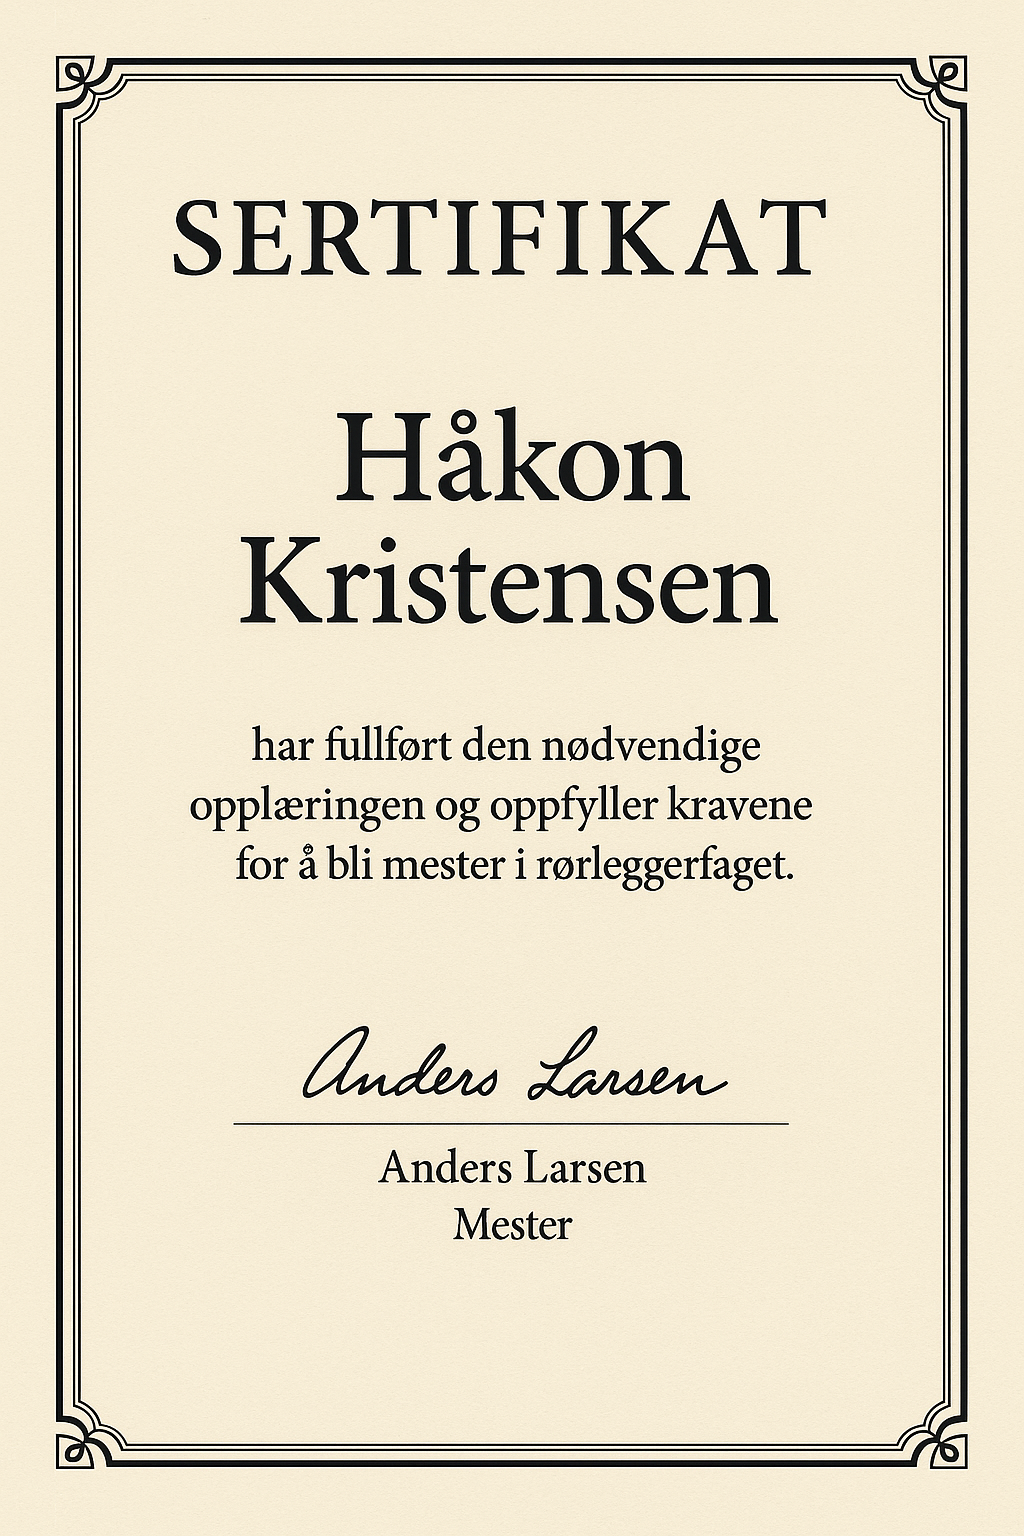 SERTIFIKAT
Håkon
Kristensen
har fullført den nødvendige
opplæringen og oppfyller kravene
for å bli mester i rørleggerfaget.
Anders Larsen
Anders Larsen
Mester